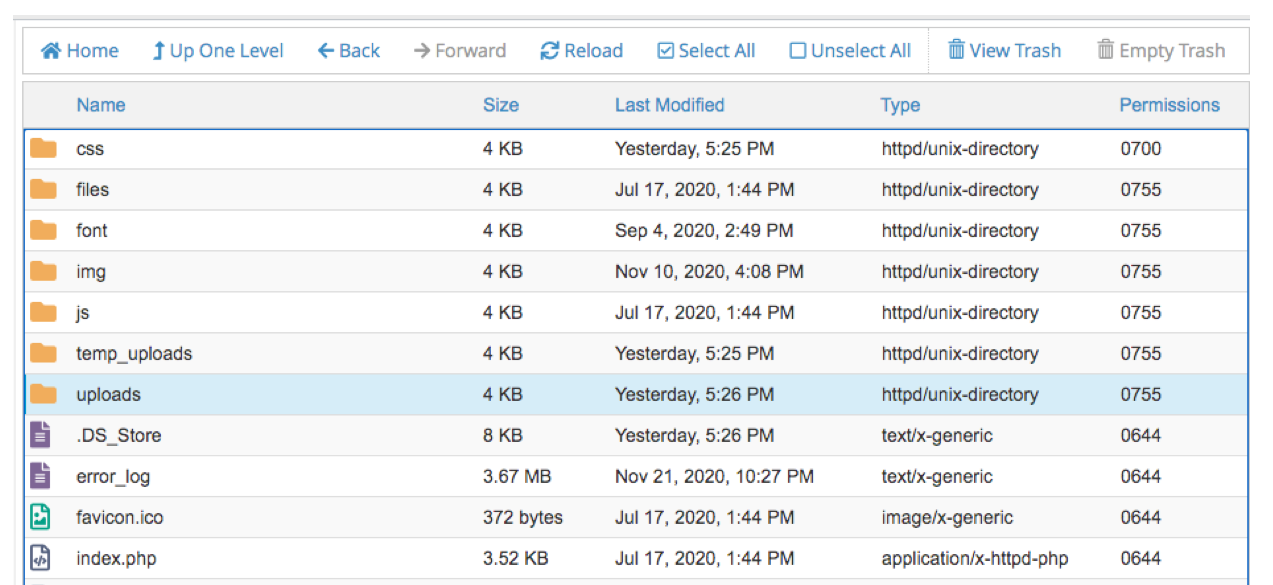 Home Up One Level Back Forward Reload Select All Unselect All View Trash Empty Trash
Name Size Last Modified Type Permissions
css 4 KB Yesterday, 5:25 PM httpd/unix-directory 0700
files 4 KB Jul 17, 2020, 1:44 PM httpd/unix-directory 0755
font 4 KB Sep 4, 2020, 2:49 PM httpd/unix-directory 0755
img 4 KB Nov 10, 2020, 4:08 PM httpd/unix-directory 0755
js 4 KB Jul 17, 2020, 1:44 PM httpd/unix-directory 0755
temp_uploads 4 KB Yesterday, 5:25 PM httpd/unix-directory 0755
uploads 4 KB Yesterday, 5:26 PM httpd/unix-directory 0755
.DS_Store 8 KB Yesterday, 5:26 PM text/x-generic 0644
error_log 3.67 MB Nov 21, 2020, 10:27 PM text/x-generic 0644
favicon.ico 372 bytes Jul 17, 2020, 1:44 PM image/x-generic 0644
index.php 3.52 KB Jul 17, 2020, 1:44 PM application/x-httpd-php 0644